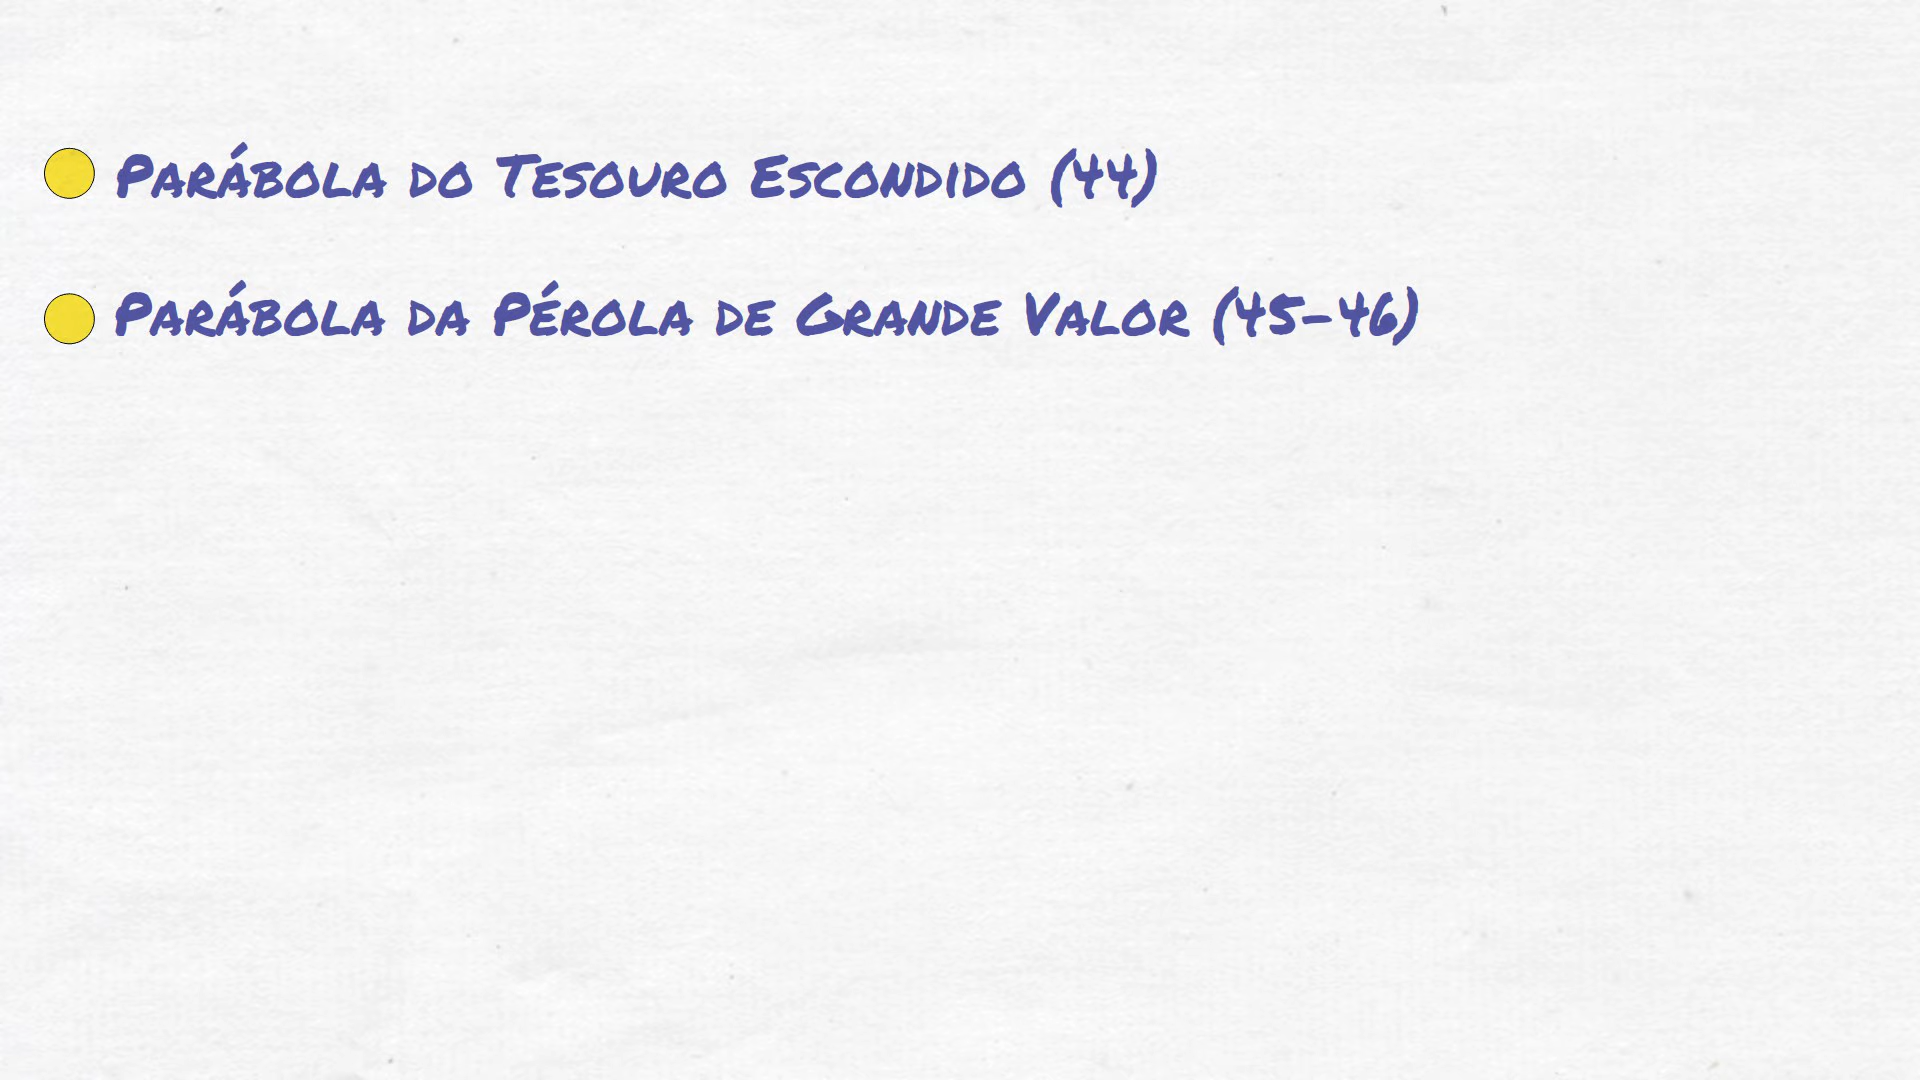 Parábola do Tesouro Escondido (44)
Parábola da Pérola de Grande Valor (45-46)